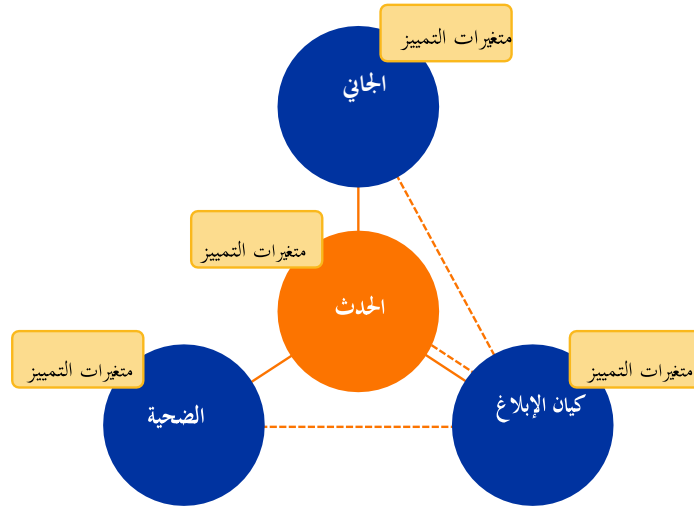 متغيرات التمييز
الجاني
متغيرات التمييز
الحدث
متغيرات التمييز
متغيرات التمييز
كيان الإبلاغ
الضحية